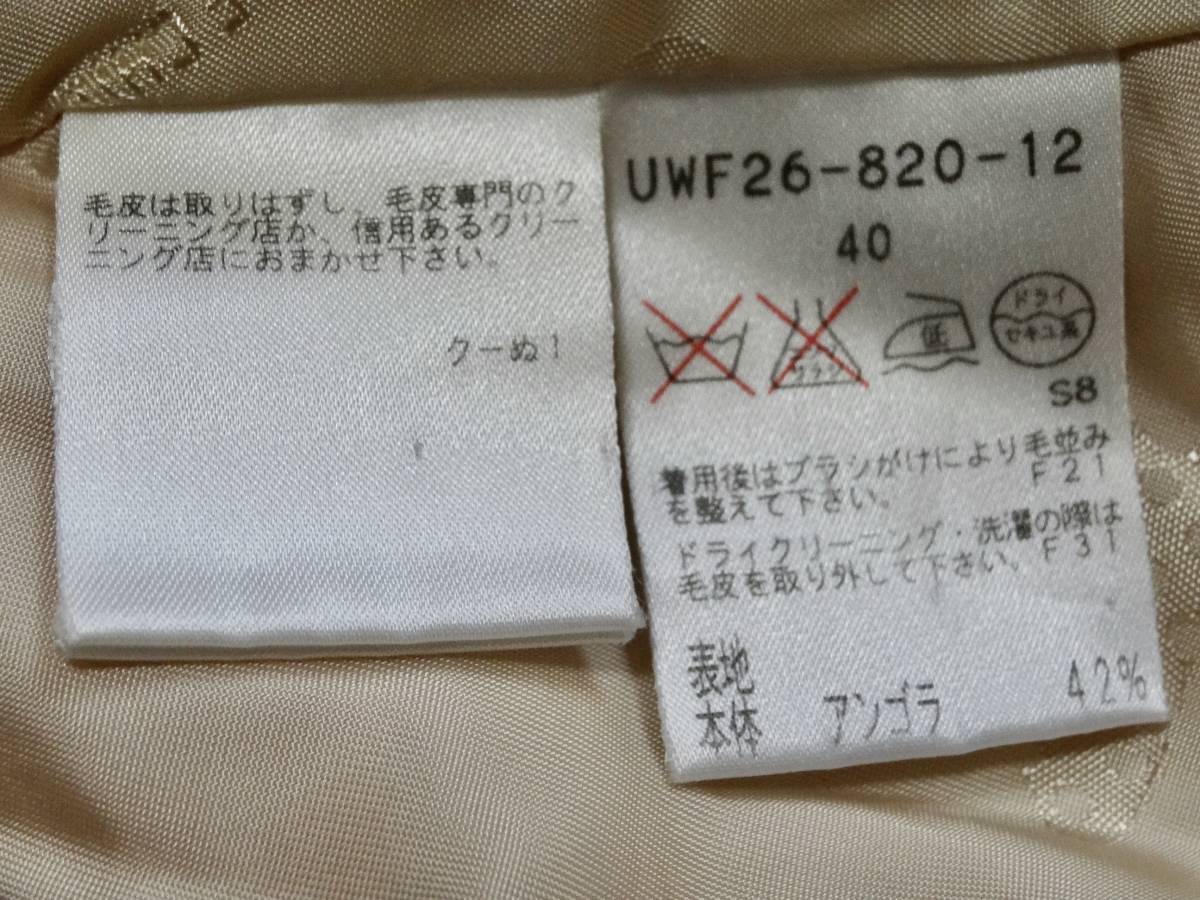 毛皮は取りはずし、毛皮専門のク
リーニング店か、信用あるクリー
ニング店におまかせ下さい。
クーぬ1
UWF26-820-12
40
低
ドライ
セキユ系
S8
着用後はブラシがけにより毛並み
を整えて下さい。 F21
ドライクリーニング・洗濯の際は
毛皮を取り外して下さい。F31
表地
本体 アンゴラ 42%